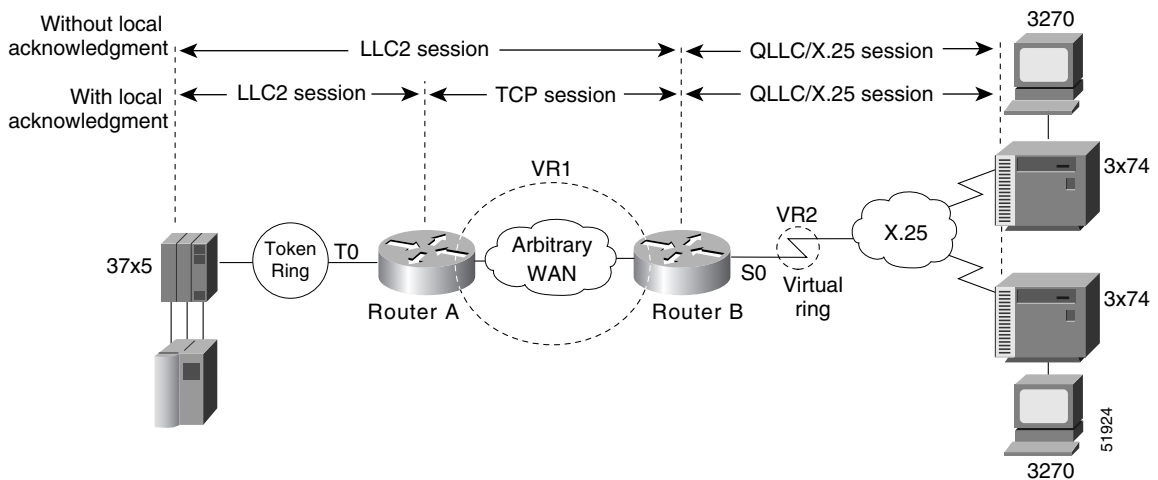 Without local
acknowledgment
LLC2 session
QLLC/X.25 session
3270
With local
acknowledgment
LLC2 session
TCP session
QLLC/X.25 session
VR1
3x74
VR2
37x5
Token
Ring
T0
Arbitrary
WAN
S0
X.25
Router A
Router B
Virtual
ring
3x74
51924
3270